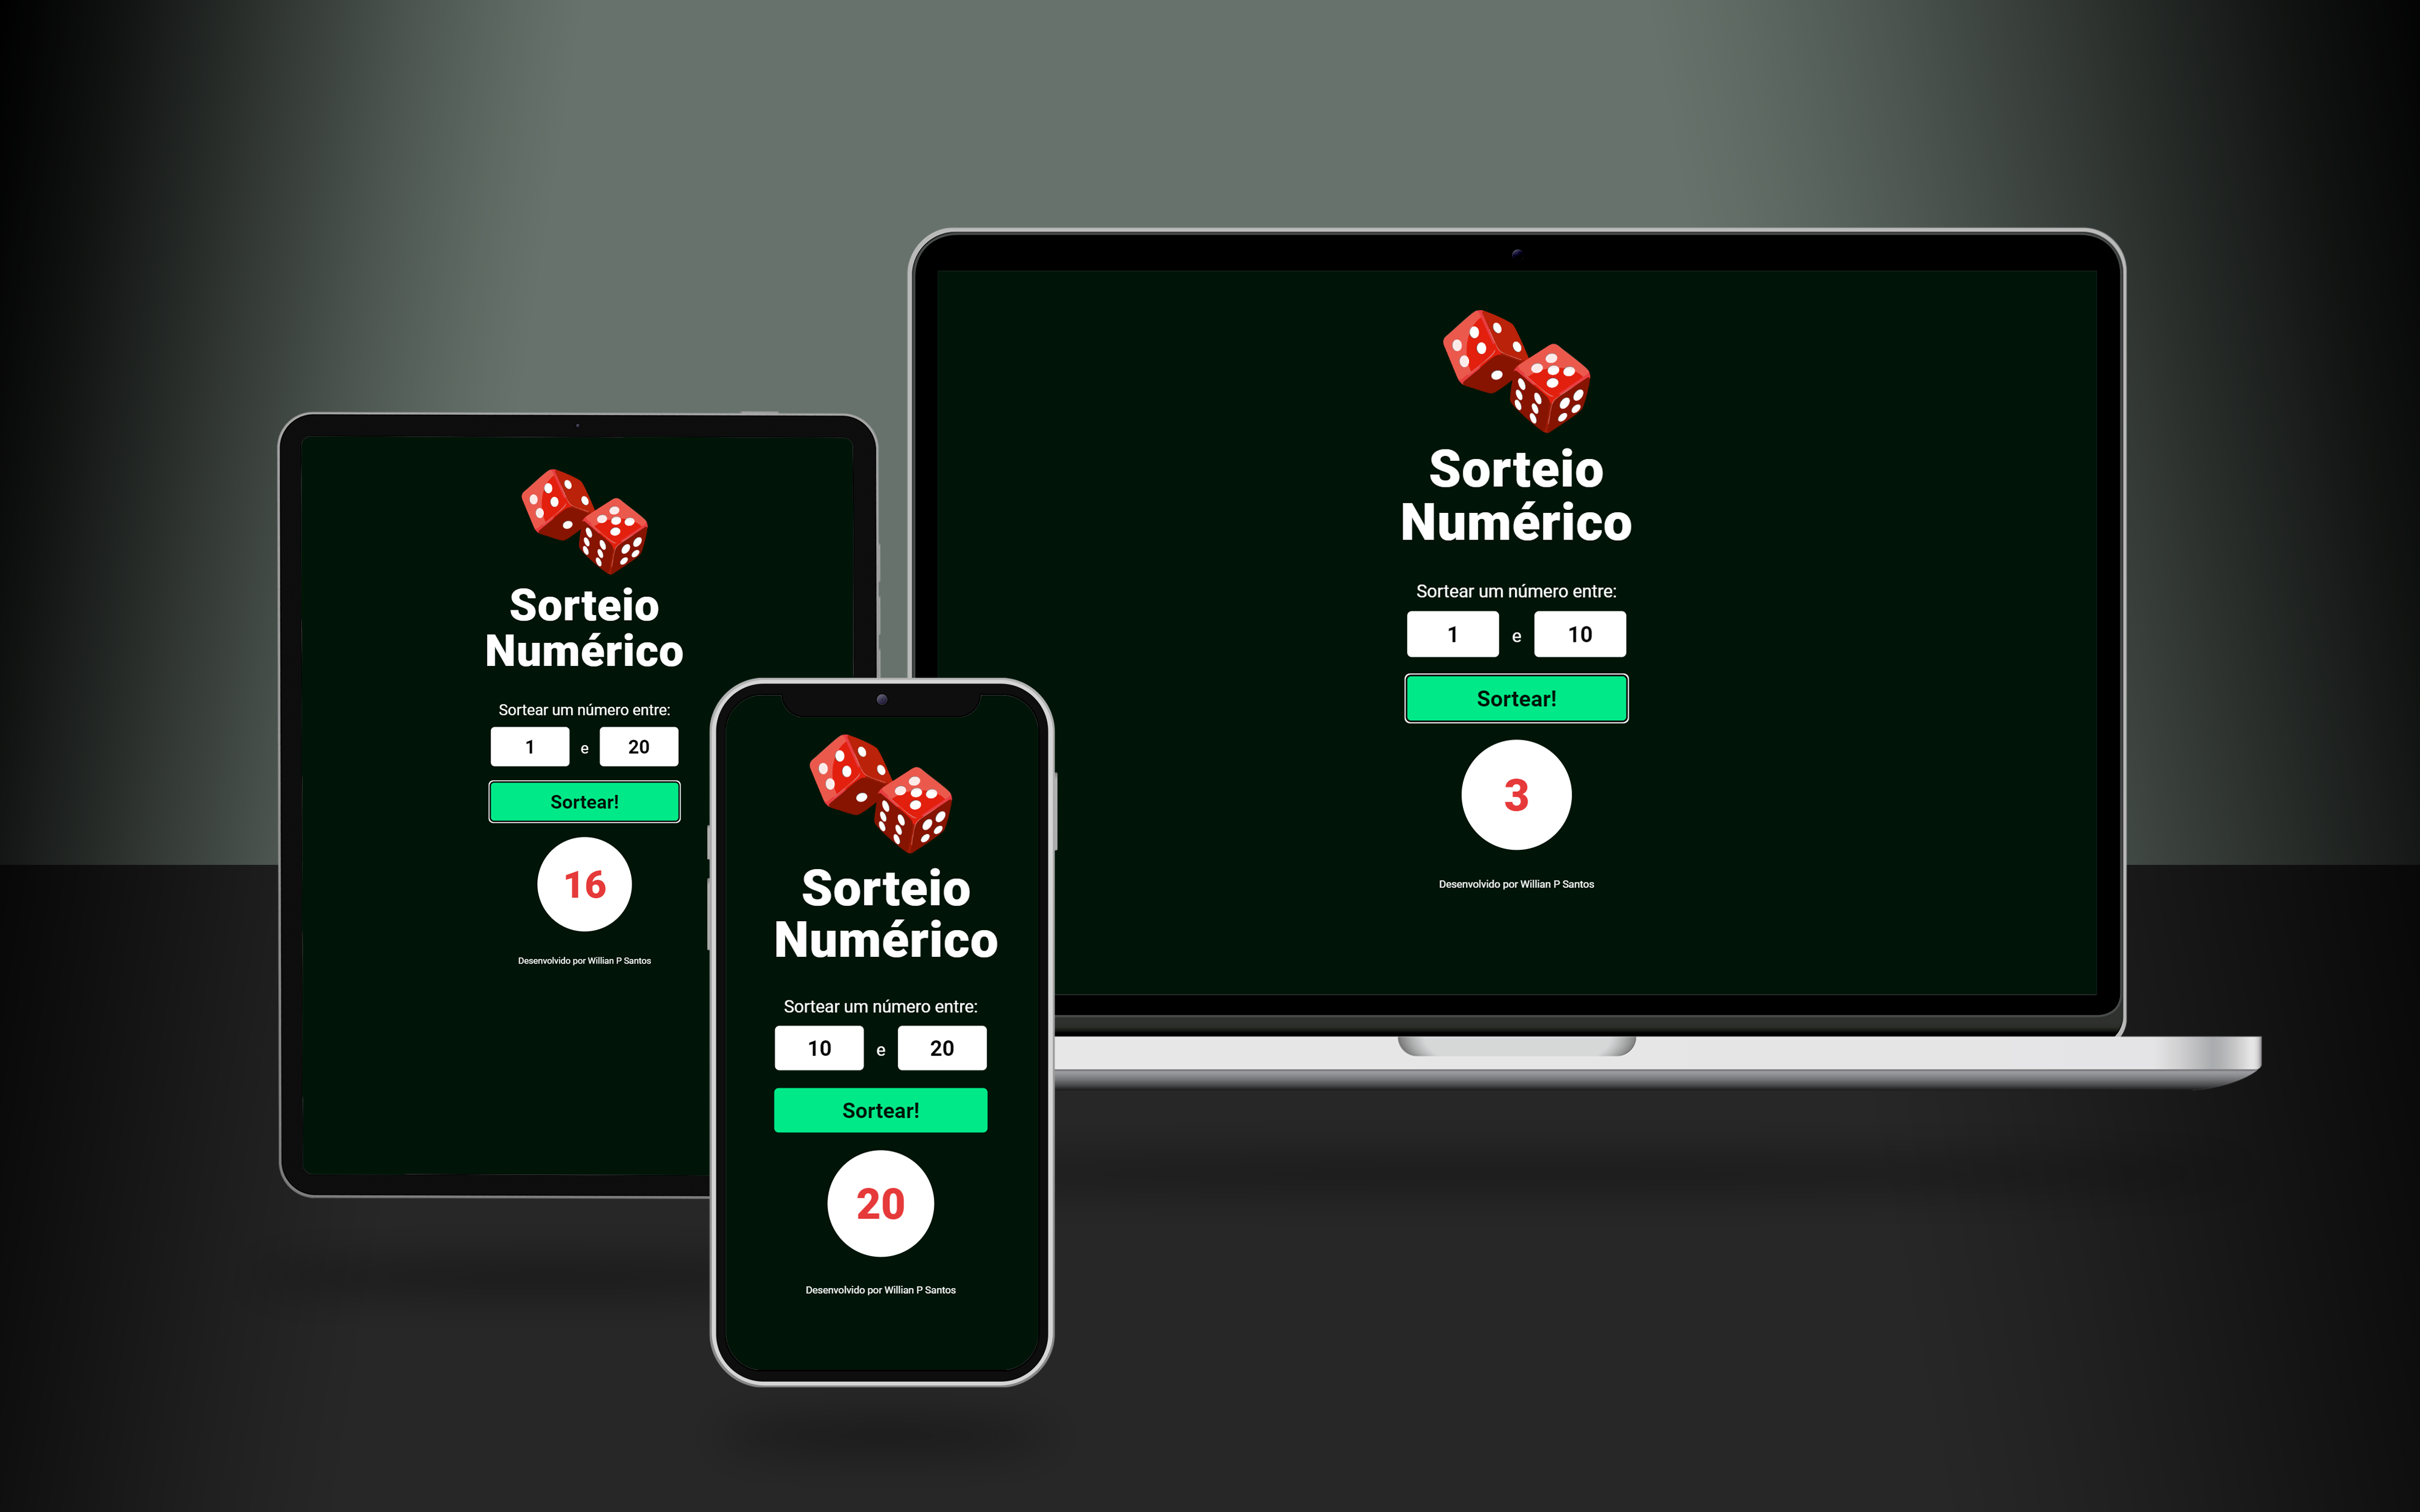 Sorteio
Numérico
Sortear um número entre:
1 e 20
Sortear!
16
Desenvolvido por Willian P Santos
Sorteio
Numérico
Sortear um número entre:
10 e 20
Sortear!
20
Desenvolvido por Willian P Santos
Sorteio
Numérico
Sortear um número entre:
1 e 10
Sortear!
3
Desenvolvido por Willian P Santos